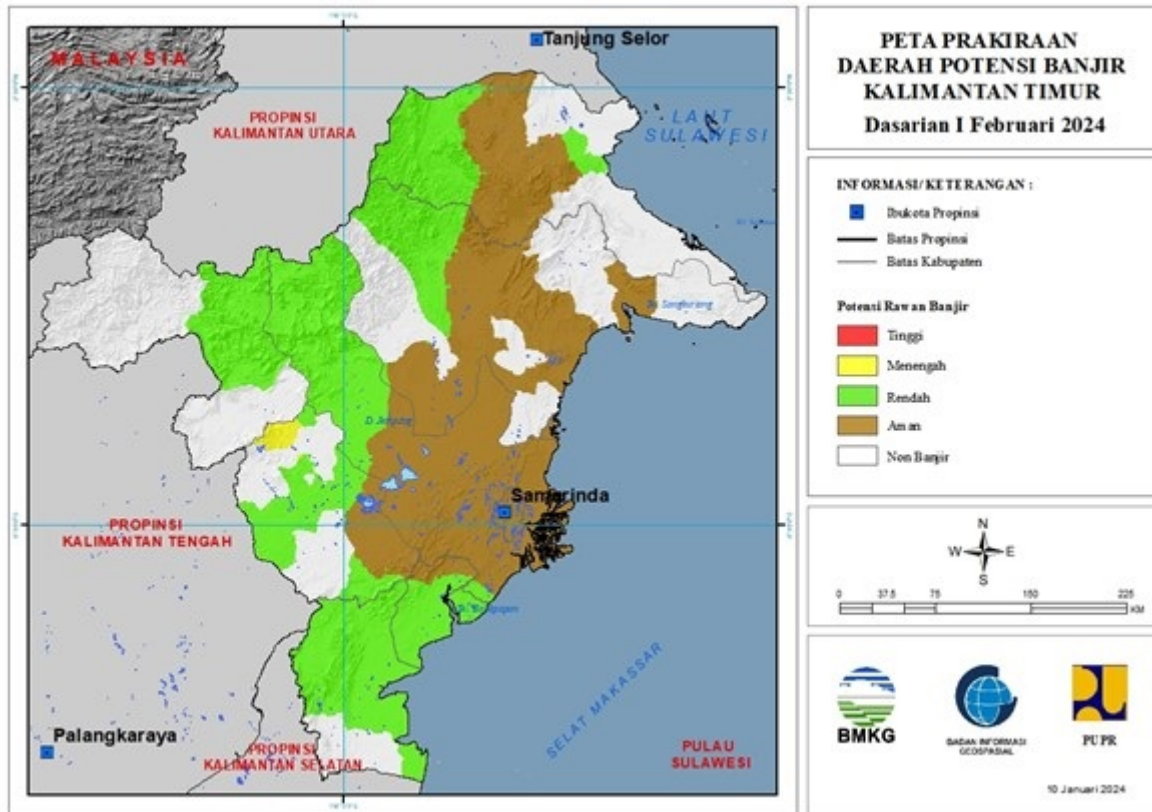 Tanjung Selor
MALAYSIA
PROPINSI
KALIMANTAN UTARA
LAUT
SULAWESI
D. Jempang
Samarinda
PROPINSI
KALIMANTAN TENGAH
SELAT MAKASSAR
Palangkaraya
PROPINSI
KALIMANTAN SELATAN
PULAU
SULAWESI
PETA PRAKIRAAN
DAERAH POTENSI BANJIR
KALIMANTAN TIMUR
Dasarian I Februari 2024
INFORMASI/KETERANGAN :
Ibukota Propinsi
Batas Propinsi
Batas Kabupaten
Potensi Rawan Banjir
Tinggi
Menengah
Rendah
Aman
Non Banjir
N
W E
S
0 37.5 75 150 225
KM
BMKG
BADAN INFORMASI
GEOSPASIAL
PUPR
10 Januari 2024